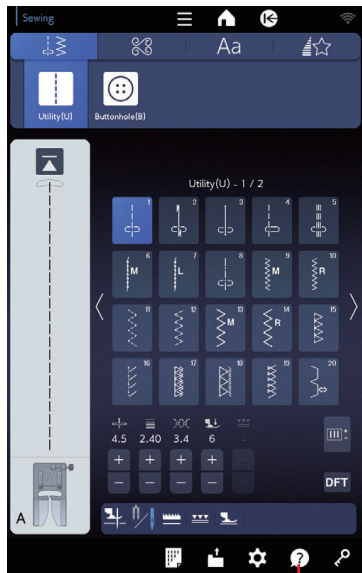 Sewing
Aa
Utility(U) Buttonhole(B)
Utility(U) - 1 / 2
1 2 3 4 5
6 M 7 L 8 9 M 10 R
11 12 13 M 14 R 15
16 17 18 19 20
4.5 2.40 3.4 6 -
+ + + +
- - - -
DFT
A
?